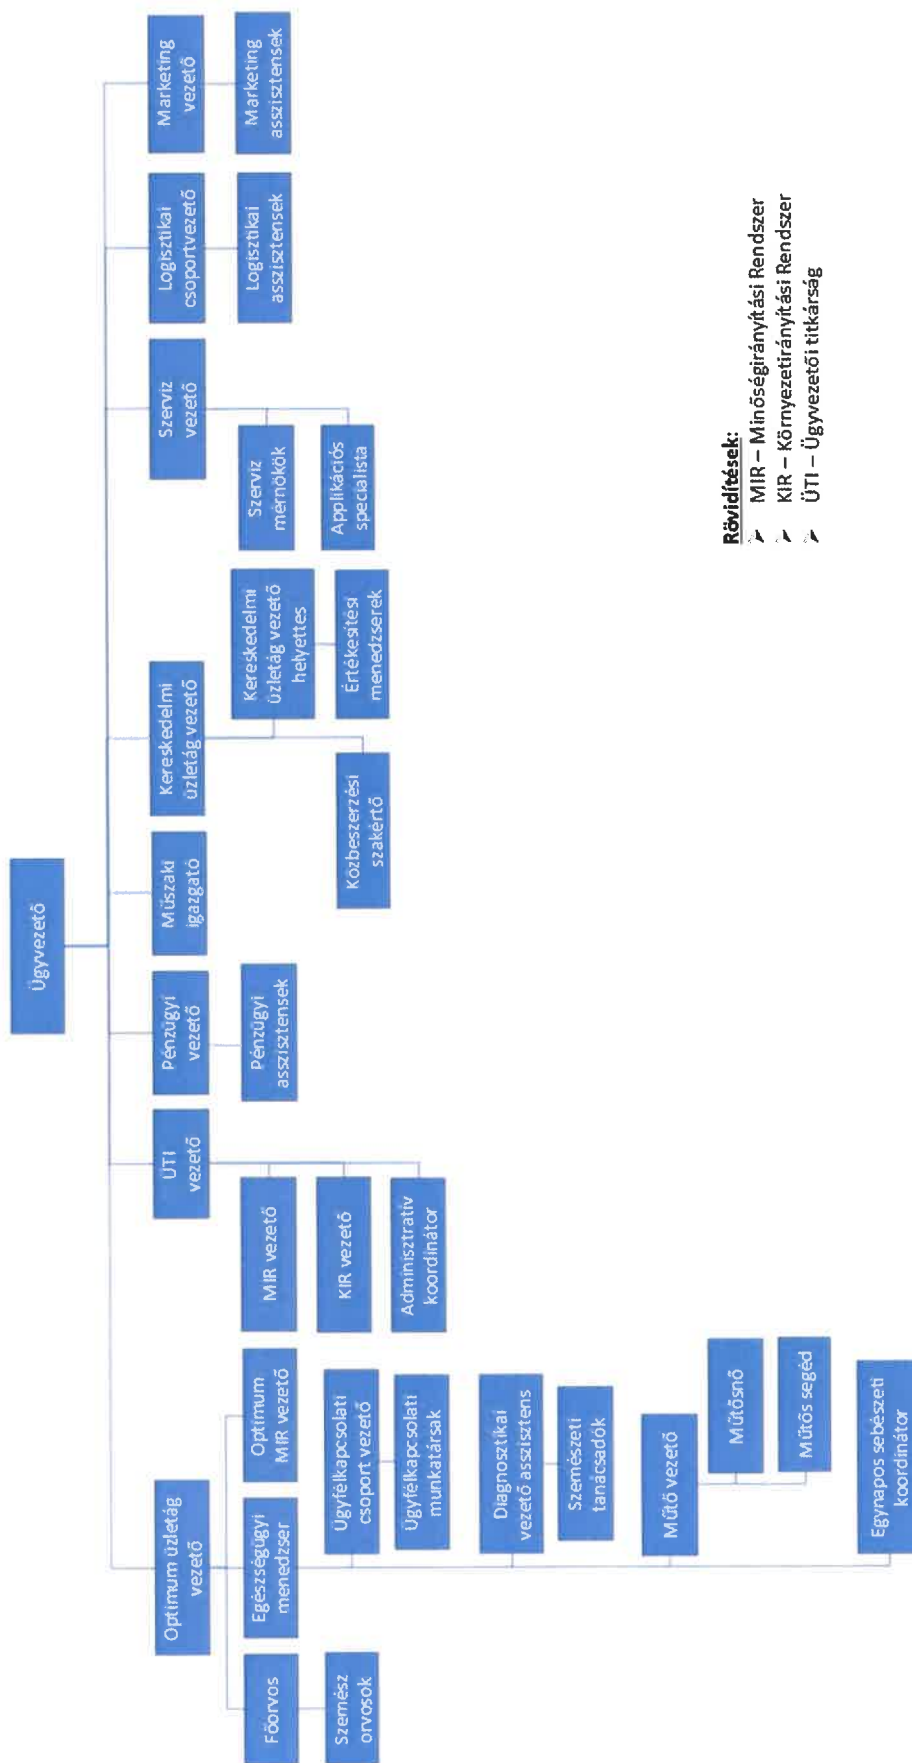 Ügyvezető
Optimum üzletág
vezető
ÜTI
vezető
Pénzügyi
vezető
Műszaki
igazgató
Kereskedelmi
üzletág vezető
Szerviz
vezető
Logisztikai
csoportvezető
Marketing
vezető
Főorvos
Szemész
orvosok
Egészségügyi
menedzser
Optimum
MIR vezető
Ügyfélkapcsolati
csoport vezető
Ügyfélkapcsolati
munkatársak
Diagnosztikai
vezető asszisztens
Szemészeti
tanácsadók
Műtő vezető
Műtősnő
Műtős segéd
Egynapos sebészeti
koordinátor
MIR vezető
KIR vezető
Adminisztratív
koordinátor
Pénzügyi
asszisztensek
Kereskedelmi
üzletág vezető
helyettes
Értékesítési
menedzserek
Közbeszerzési
szakértő
Szerviz
mérnökök
Applikációs
specialista
Logisztikai
asszisztensek
Marketing
asszisztensek
Rövidítések:
➢ MIR – Minőségirányítási Rendszer
➢ KIR – Környezetirányítási Rendszer
➢ ÜTI – Ügyvezetői titkárság